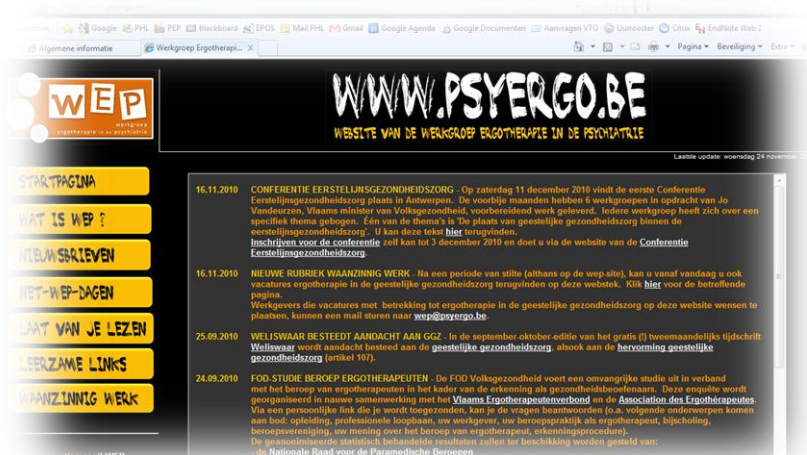 Google PHL PEP Blackboard EPOS Mail PHL Gmail Google Agenda Google Documenten Aanvragen VTO Uurrooster Citrix EndNote Web 2
Algemene informatie Werkgroep Ergotherapi... X Pagina Beveiliging Extra
WEP
werkgroep
ergotherapie in de psychiatrie
WWW.PSYERGO.BE
WEBSITE VAN DE WERKGROEP ERGOTHERAPIE IN DE PSYCHIATRIE
Laatste update: woensdag 24 november
STARTPAGINA
WAT IS WEP ?
NIEUWSBRIEVEN
NET-WEP-DAGEN
LAAT VAN JE LEZEN
LEERZAME LINKS
WAANZINNIG WERK
16.11.2010 CONFERENTIE EERSTELIJNSGEZONDHEIDSZORG - Op zaterdag 11 december 2010 vindt de eerste Conferentie
Eerstelijnsgezondheidszorg plaats in Antwerpen. De voorbije maanden hebben 6 werkgroepen in opdracht van Jo
Vandeurzen, Vlaams minister van Volksgezondheid, voorbereidend werk geleverd. Iedere werkgroep heeft zich over een
specifiek thema gebogen. Één van de thema's is 'De plaats van geestelijke gezondheidszorg binnen de
eerstelijnsgezondheidszorg'. U kan deze tekst hier terugvinden.
Inschrijven voor de conferentie zelf kan tot 3 december 2010 en doet u via de website van de Conferentie
Eerstelijnsgezondheidszorg.
16.11.2010 NIEUWE RUBRIEK WAANZINNIG WERK - Na een periode van stilte (althans op de wep-site), kan u vanaf vandaag u ook
vacatures ergotherapie in de geestelijke gezondheidszorg terugvinden op deze webstek. Klik hier voor de betreffende
pagina.
Werkgevers die vacatures met betrekking tot ergotherapie in de geestelijke gezondheidszorg op deze website wensen te
plaatsen, kunnen een mail sturen naar wep@psyergo.be.
25.09.2010 WELISWAAR BESTEEDT AANDACHT AAN GGZ - In de september-oktober-editie van het gratis (!) tweemaandelijks tijdschrift
Weliswaar wordt aandacht besteed aan de geestelijke gezondheidszorg, alsook aan de hervorming geestelijke
gezondheidszorg (artikel 107).
24.09.2010 FOD-STUDIE BEROEP ERGOTHERAPEUTEN - De FOD Volksgezondheid voert een omvangrijke studie uit in verband
met het beroep van ergotherapeuten in het kader van de erkenning als gezondheidsbeoefenaars. Deze enquête wordt
georganiseerd in nauwe samenwerking met het Vlaams Ergotherapeutenverbond en de Association des Ergothérapeutes.
Via een persoonlijke link die je wordt toegezonden, kan je de vragen beantwoorden (o.a. volgende onderwerpen komen
aan bod: opleiding, professionele loopbaan, uw werkgever, uw beroepspraktijk als ergotherapeut, bijscholing,
beroepsvereniging, uw mening over het beroep van ergotherapeut, erkenningsprocedure).
De geanonimiseerde statistisch behandelde resultaten zullen ter beschikking worden gesteld van:
- de Nationale Raad voor de Paramedische Beroepen